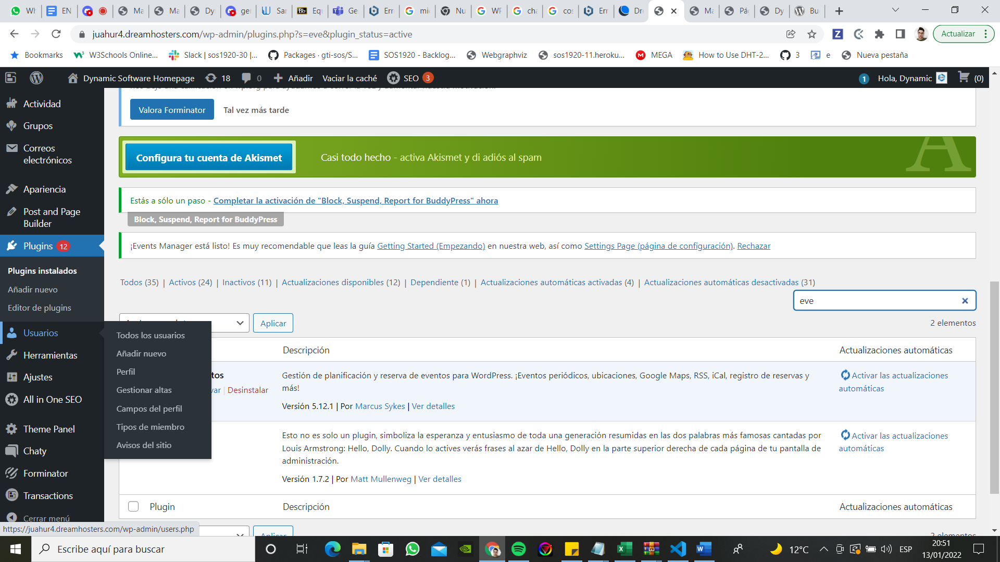 Wh
EN
Ma
Ma
Dy
ge
Sar
Equ
Ge
Err
mic
Nu
WF
cha
cos
Err
Dre
Ma
Pá
Dy
Bu
juahur4.dreamhosters.com/wp-admin/plugins.php?s=eve&plugin_status=active
Actualizar
Bookmarks
W3Schools Online...
Slack | sos1920-30 |...
Packages · gti-sos/S...
SOS1920 - Backlog...
Webgraphviz
sos1920-11.heroku...
MEGA
How to Use DHT-2...
3
e
Nueva pestaña
Dynamic Software Homepage
18
0
Añadir
Vaciar la caché
SEO 3
1
Hola, Dynamic
(0)
Actividad
Grupos
Correos
electrónicos
Apariencia
Post and Page
Builder
Plugins 12
Plugins instalados
Añadir nuevo
Editor de plugins
Usuarios
Herramientas
Ajustes
All in One SEO
Theme Panel
Chaty
Forminator
Transactions
Cerrar menú
Todos los usuarios
Añadir nuevo
Perfil
Gestionar altas
Campos del perfil
Tipos de miembro
Avisos del sitio
Valora Forminator
Tal vez más tarde
Configura tu cuenta de Akismet
Casi todo hecho - activa Akismet y di adiós al spam
A
Estás a sólo un paso - Completar la activación de "Block, Suspend, Report for BuddyPress" ahora
Block, Suspend, Report for BuddyPress
¡Events Manager está listo! Es muy recomendable que leas la guía Getting Started (Empezando) en nuestra web, así como Settings Page (página de configuración). Rechazar
Todos (35) | Activos (24) | Inactivos (11) | Actualizaciones disponibles (12) | Dependiente (1) | Actualizaciones automáticas activadas (4) | Actualizaciones automáticas desactivadas (31)
eve
Aplicar
2 elementos
Descripción
Actualizaciones automáticas
tos
var | Desinstalar
Gestión de planificación y reserva de eventos para WordPress. ¡Eventos periódicos, ubicaciones, Google Maps, RSS, iCal, registro de reservas y
más!
Versión 5.12.1 | Por Marcus Sykes | Ver detalles
Activar las actualizaciones
automáticas
Esto no es solo un plugin, simboliza la esperanza y entusiasmo de toda una generación resumidas en las dos palabras más famosas cantadas por
Louis Armstrong: Hello, Dolly. Cuando lo actives verás frases al azar de Hello, Dolly en la parte superior derecha de cada página de tu pantalla de
administración.
Versión 1.7.2 | Por Matt Mullenweg | Ver detalles
Activar las actualizaciones
automáticas
Plugin
Descripción
Actualizaciones automáticas
Aplicar
2 elementos
https://juahur4.dreamhosters.com/wp-admin/users.php
Escribe aquí para buscar
12°C
ESP
20:51
13/01/2022